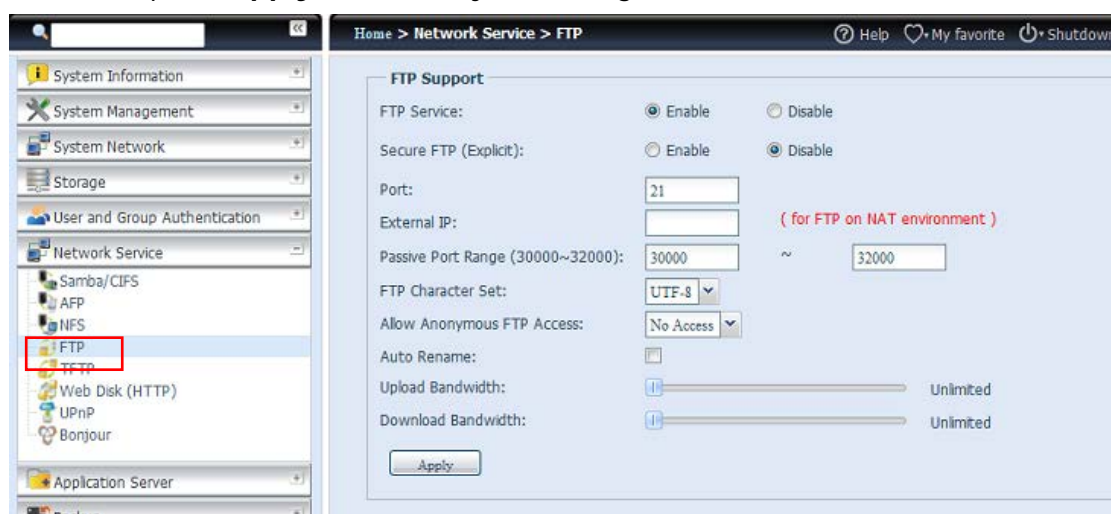 Home > Network Service > FTP
Help My favorite Shutdown
System Information
System Management
System Network
Storage
User and Group Authentication
Network Service
Samba/CIFS
AFP
NFS
FTP
TFTP
Web Disk (HTTP)
UPnP
Bonjour
Application Server
FTP Support
FTP Service: Enable Disable
Secure FTP (Explicit): Enable Disable
Port: 21
External IP: ( for FTP on NAT environment )
Passive Port Range (30000~32000): 30000 ~ 32000
FTP Character Set: UTF-8
Allow Anonymous FTP Access: No Access
Auto Rename:
Upload Bandwidth: Unlimited
Download Bandwidth: Unlimited
Apply